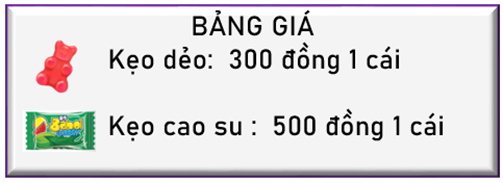 BẢNG GIÁ
Kẹo dẻo: 300 đồng 1 cái
Kẹo cao su : 500 đồng 1 cái